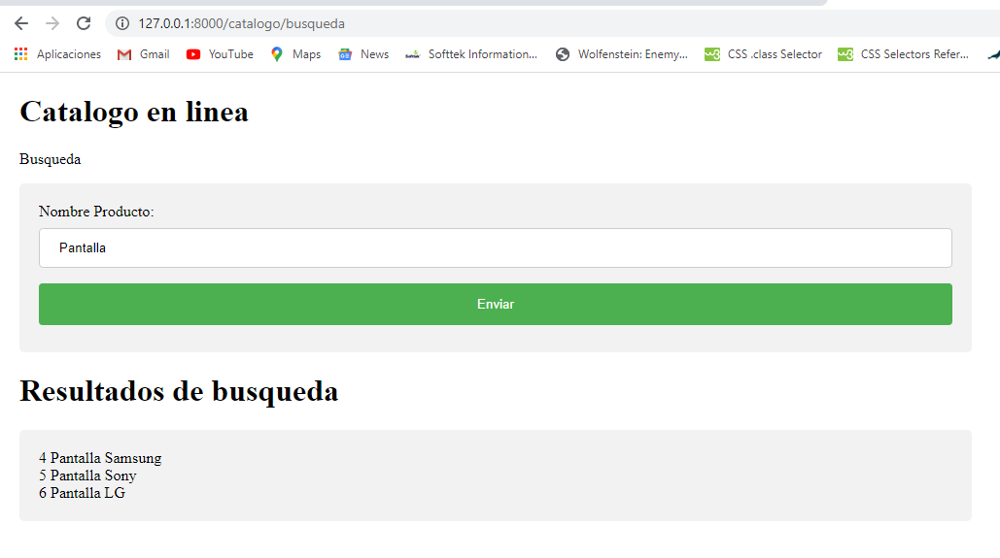 127.0.0.1:8000/catalogo/busqueda
Aplicaciones Gmail YouTube Maps News Softtek Information... Wolfenstein: Enemy... CSS .class Selector CSS Selectors Refer...
Catalogo en linea
Busqueda
Nombre Producto:
Pantalla
Enviar
Resultados de busqueda
4 Pantalla Samsung
5 Pantalla Sony
6 Pantalla LG